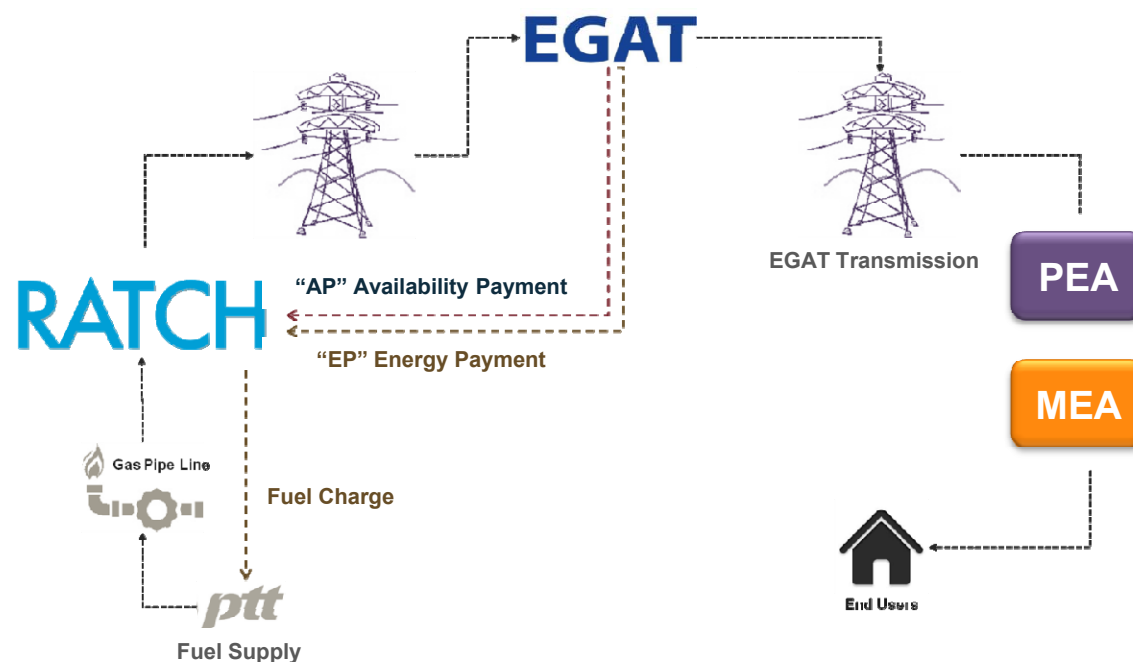 EGAT
EGAT Transmission
PEA
RATCH
“AP” Availability Payment
“EP” Energy Payment
MEA
Gas Pipe Line
Fuel Charge
ptt
End Users
Fuel Supply